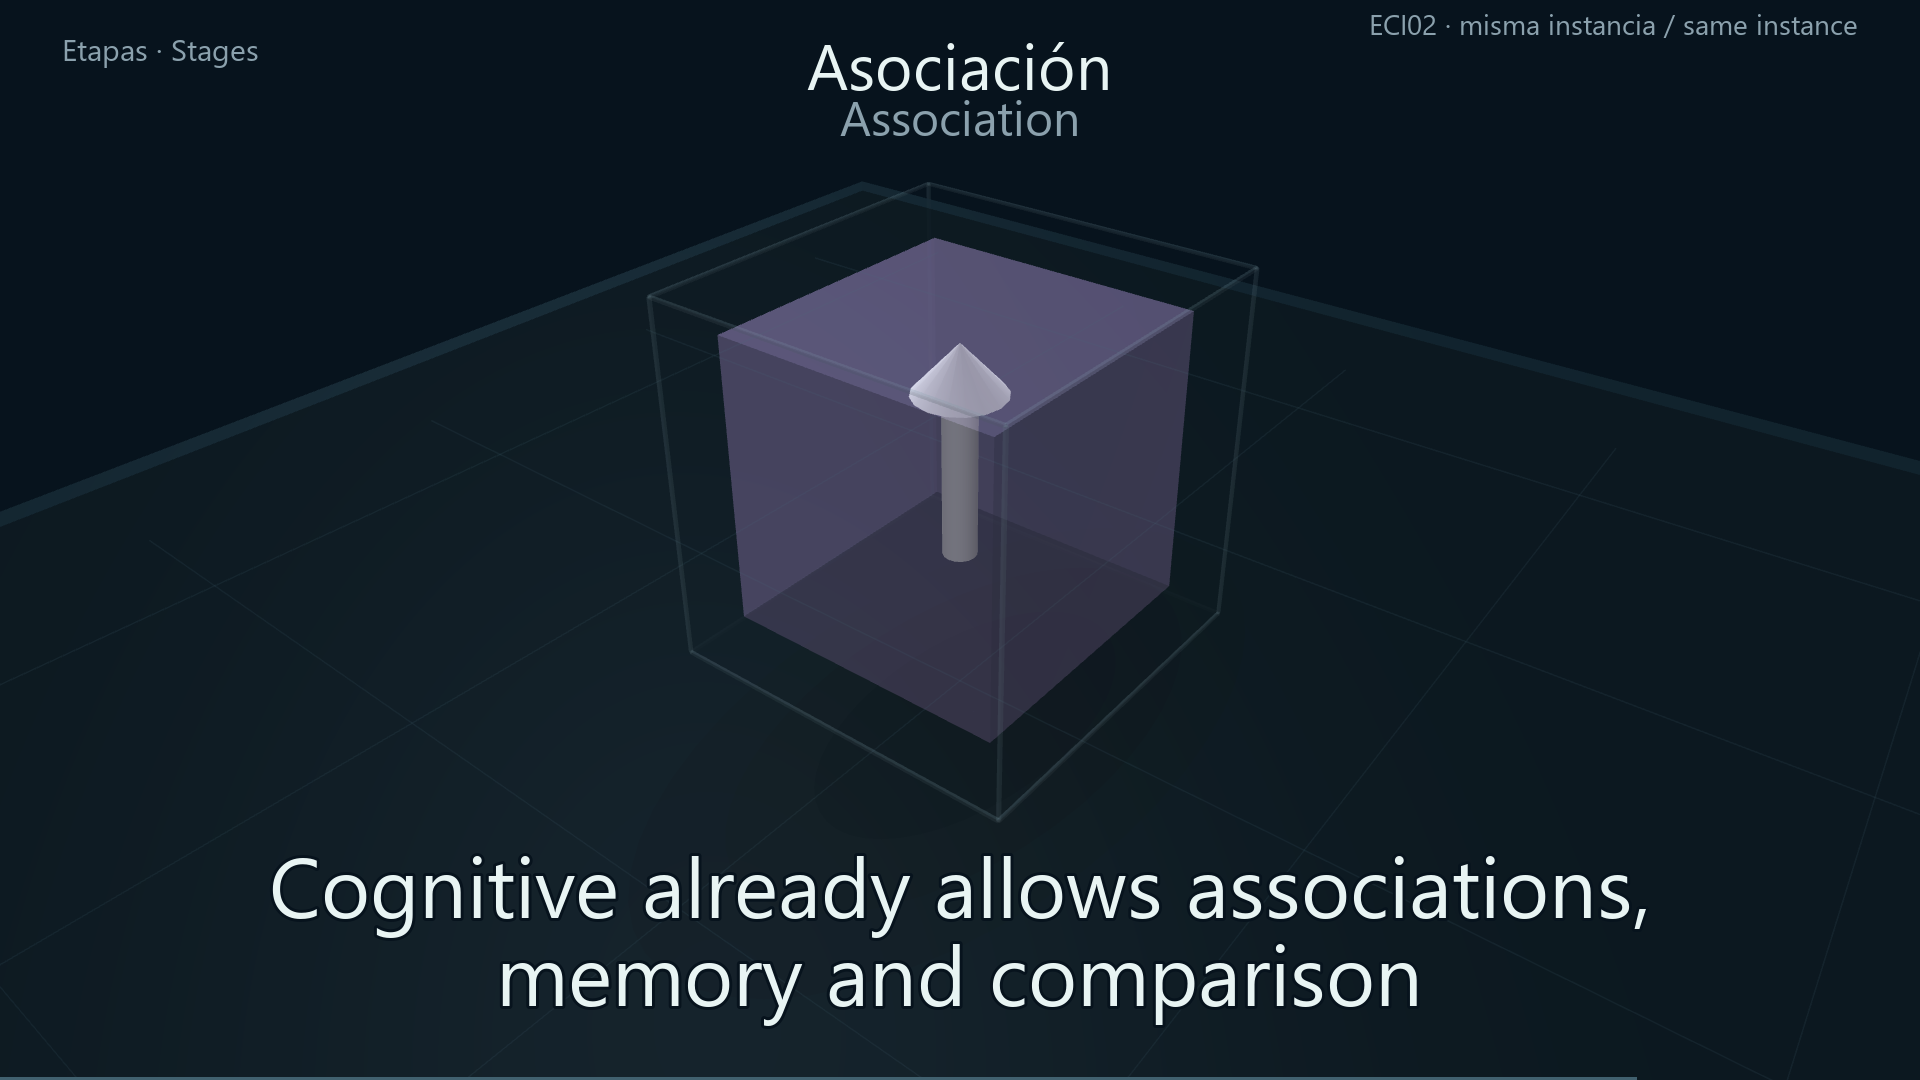 Etapas · Stages
ECI02 · misma instancia / same instance
Asociación
Association
Cognitive already allows associations,
memory and comparison